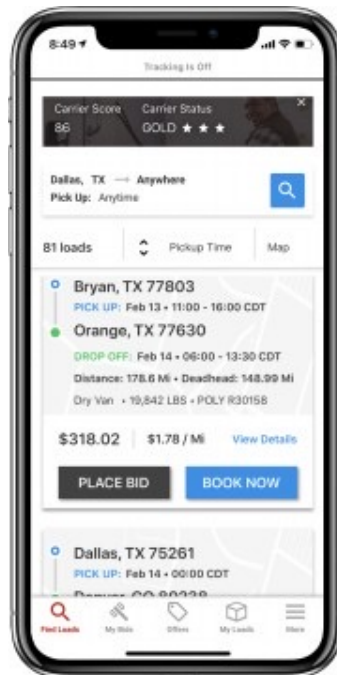 8:49
Tracking Is Off
Carrier Score Carrier Status
86 GOLD ★ ★ ★
Dallas, TX → Anywhere
Pick Up: Anytime
81 loads Pickup Time Map
Bryan, TX 77803
PICK UP: Feb 13 • 11:00 - 16:00 CDT
Orange, TX 77630
DROP OFF: Feb 14 • 06:00 - 13:30 CDT
Distance: 178.6 Mi • Deadhead: 148.99 Mi
Dry Van • 19,842 LBS • POLY R30158
$318.02 $1.78 / Mi View Details
PLACE BID BOOK NOW
Dallas, TX 75261
PICK UP: Feb 14 • 00:00 CDT
Denver, CO 80238
Find Loads My Bids Offers My Loads More